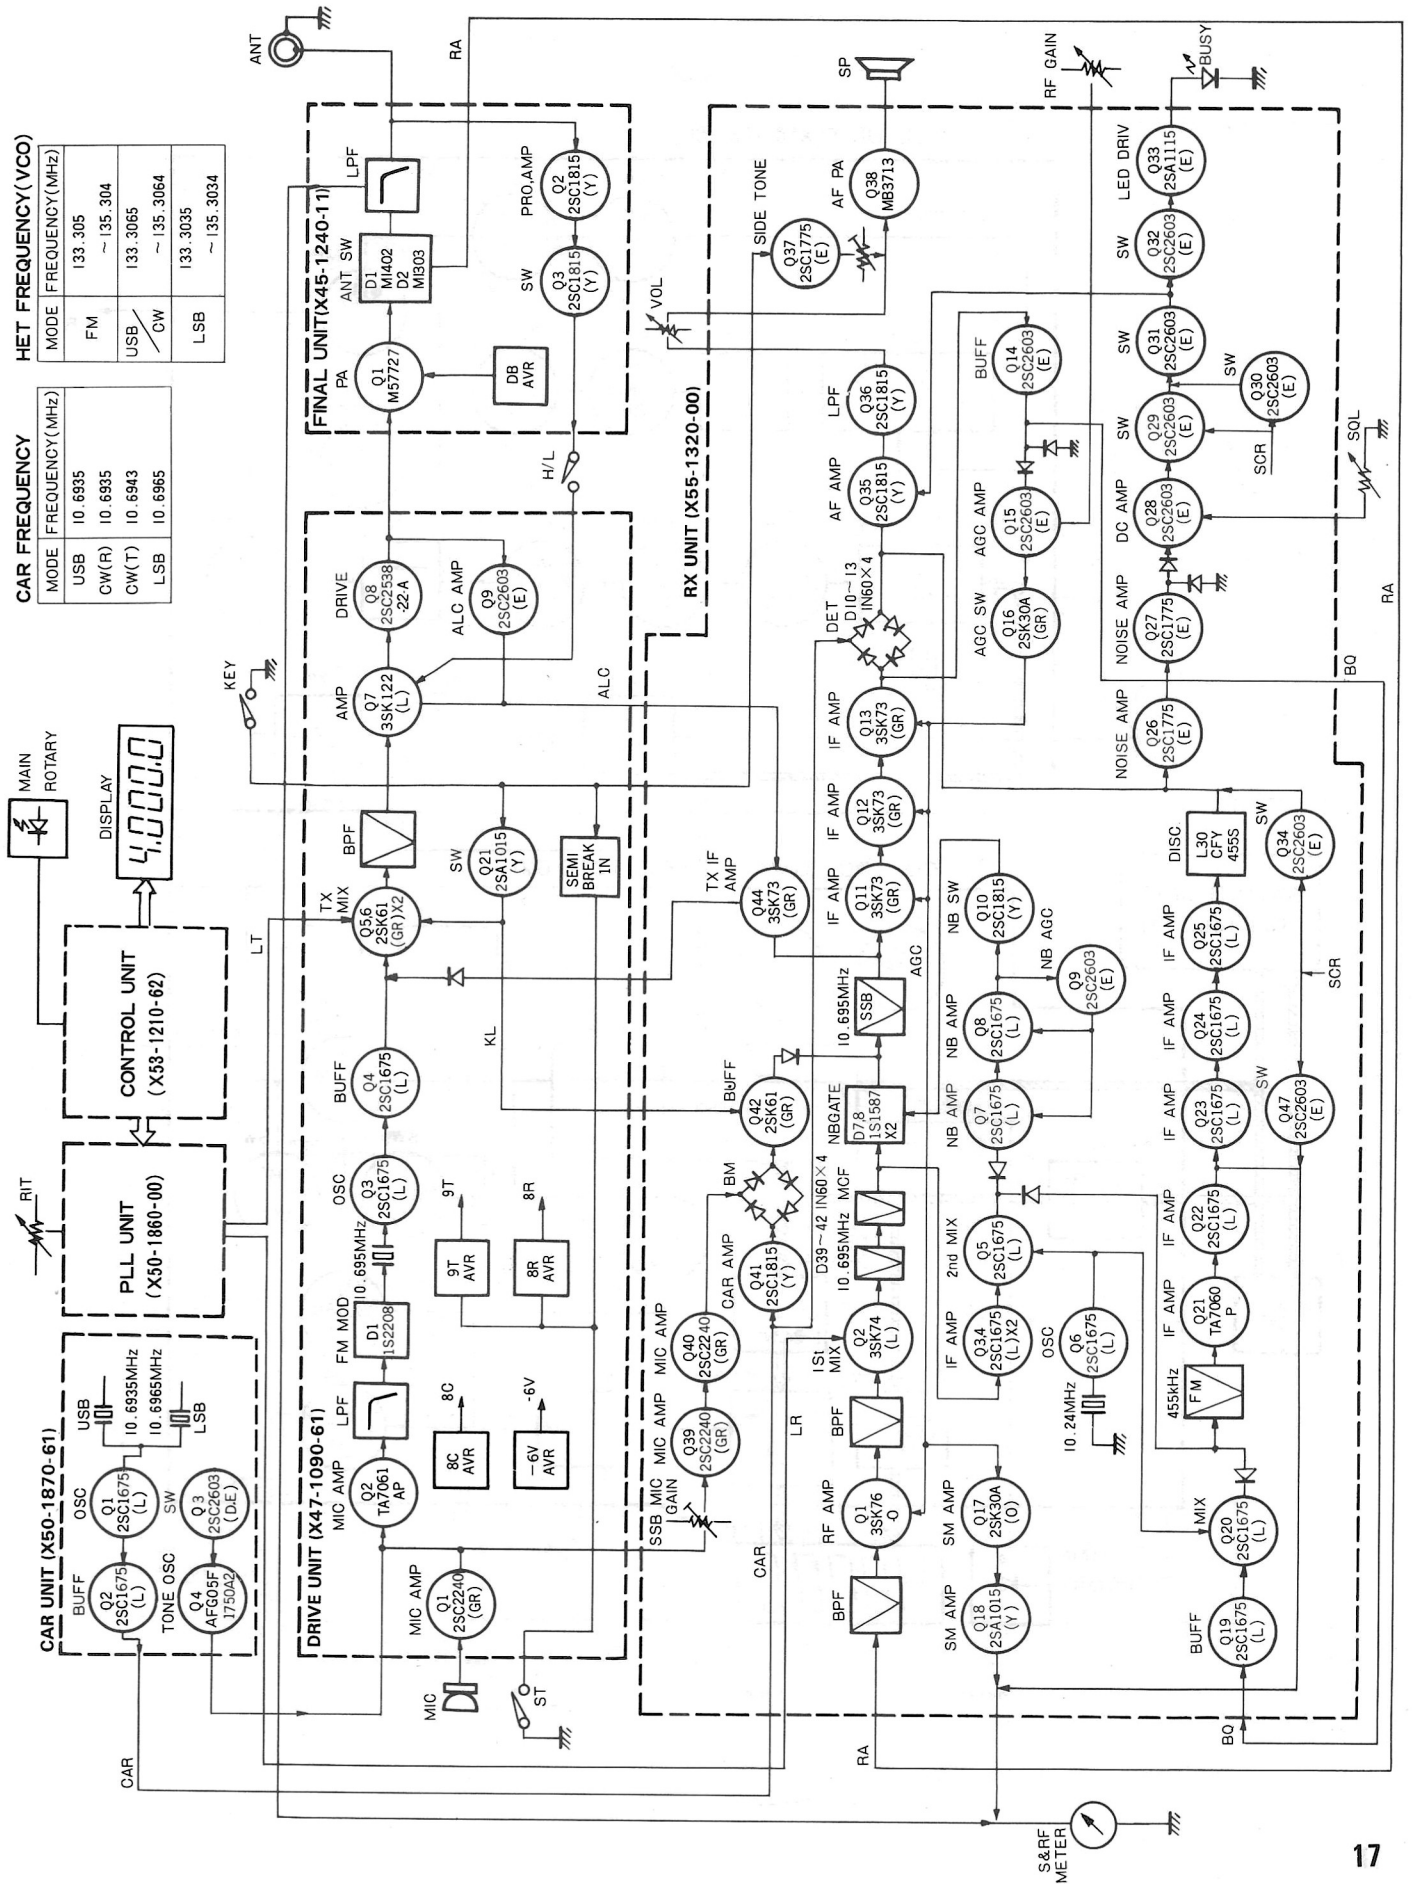 CAR FREQUENCY
MODE FREQUENCY(MHz)
USB 10.6935
CW(R) 10.6935
CW(T) 10.6943
LSB 10.6965
HET FREQUENCY(VCO)
MODE FREQUENCY(MHz)
FM 133.305
~135.304
USB/CW 133.3065
~135.3064
LSB 133.3035
~135.3034
MAIN
ROTARY
DISPLAY
4.000.0
CONTROL UNIT
(X53-1210-62)
RIT
PLL UNIT
(X50-1860-00)
CAR UNIT (X50-1870-61)
USB
10.6935MHz
10.6965MHz
LSB
OSC
Q1
2SC1675
(L)
BUFF
Q2
2SC1675
(L)
SW
Q3
2SC2603
(D.E)
TONE OSC
Q4
AFG05F
1750A2
CAR
LT
KEY
ANT
RA
DRIVE UNIT (X47-1090-61)
MIC
MIC AMP
Q1
2SC2240
(GR)
MIC AMP
Q2
TA7061
AP
LPF
FM MOD
D1
1S2208
10.695MHz
OSC
Q3
2SC1675
(L)
BUFF
Q4
2SC1675
(L)
TX
MIX
Q5,6
2SK61
(GR)X2
BPF
AMP
Q7
3SK122
(L)
DRIVE
Q8
2SC2538
-22-A
ALC AMP
Q9
2SC2603
(E)
SW
Q21
2SA1015
(Y)
SEMI
BREAK
IN
8C
AVR
8C
-6V
AVR
-6V
9T
AVR
9T
8R
AVR
8R
KL
ALC
ST
H/L
FINAL UNIT(X45-1240-11)
PA
Q1
M57727
DB
AVR
ANT SW
D1
MI402
D2
MI303
LPF
PRO,AMP
Q2
2SC1815
(Y)
SW
Q3
2SC1815
(Y)
RX UNIT (X55-1320-00)
SSB MIC
GAIN
MIC AMP
Q39
2SC2240
(GR)
MIC AMP
Q40
2SC2240
(GR)
CAR AMP
Q41
2SC1815
(Y)
BM
D39~42 IN60×4
BUFF
Q42
2SK61
(GR)
TX IF
AMP
Q44
3SK73
(GR)
CAR
LR
RA
BPF
RF AMP
Q1
3SK76
-O
BPF
1St
MIX
Q2
3SK74
(L)
10.695MHz MCF
NBGATE
D7,8
1S1587
X2
10.695MHz
SSB
AGC
IF AMP
Q11
3SK73
(GR)
IF AMP
Q12
3SK73
(GR)
IF AMP
Q13
3SK73
(GR)
DET
D10~13
IN60×4
AF AMP
Q35
2SC1815
(Y)
LPF
Q36
2SC1815
(Y)
VOL
SIDE TONE
Q37
2SC1775
(E)
AF PA
Q38
MB3713
SP
RF GAIN
SM AMP
Q17
2SK30A
(O)
SM AMP
Q18
2SA1015
(Y)
IF AMP
Q3,4
2SC1675
(L)X2
2nd MIX
Q5
2SC1675
(L)
OSC
Q6
2SC1675
(L)
10.24MHz
NB AMP
Q7
2SC1675
(L)
NB AMP
Q8
2SC1675
(L)
NB SW
Q10
2SC1815
(Y)
NB AGC
Q9
2SC2603
(E)
AGC SW
Q16
2SK30A
(GR)
AGC AMP
Q15
2SC2603
(E)
BUFF
Q14
2SC2603
(E)
BUFF
Q19
2SC1675
(L)
MIX
Q20
2SC1675
(L)
455kHz
FM
IF AMP
Q21
TA7060
P
IF AMP
Q22
2SC1675
(L)
IF AMP
Q23
2SC1675
(L)
IF AMP
Q24
2SC1675
(L)
IF AMP
Q25
2SC1675
(L)
DISC
L30
CFY
455S
SW
Q47
2SC2603
(E)
SW
Q34
2SC2603
(E)
SCR
NOISE AMP
Q26
2SC1775
(E)
NOISE AMP
Q27
2SC1775
(E)
DC AMP
Q28
2SC2603
(E)
SW
Q29
2SC2603
(E)
SW
Q30
2SC2603
(E)
SCR
SW
Q31
2SC2603
(E)
SW
Q32
2SC2603
(E)
LED DRIV
Q33
2SA1115
(E)
BUSY
SQL
BQ
BQ
RA
S&RF
METER
17